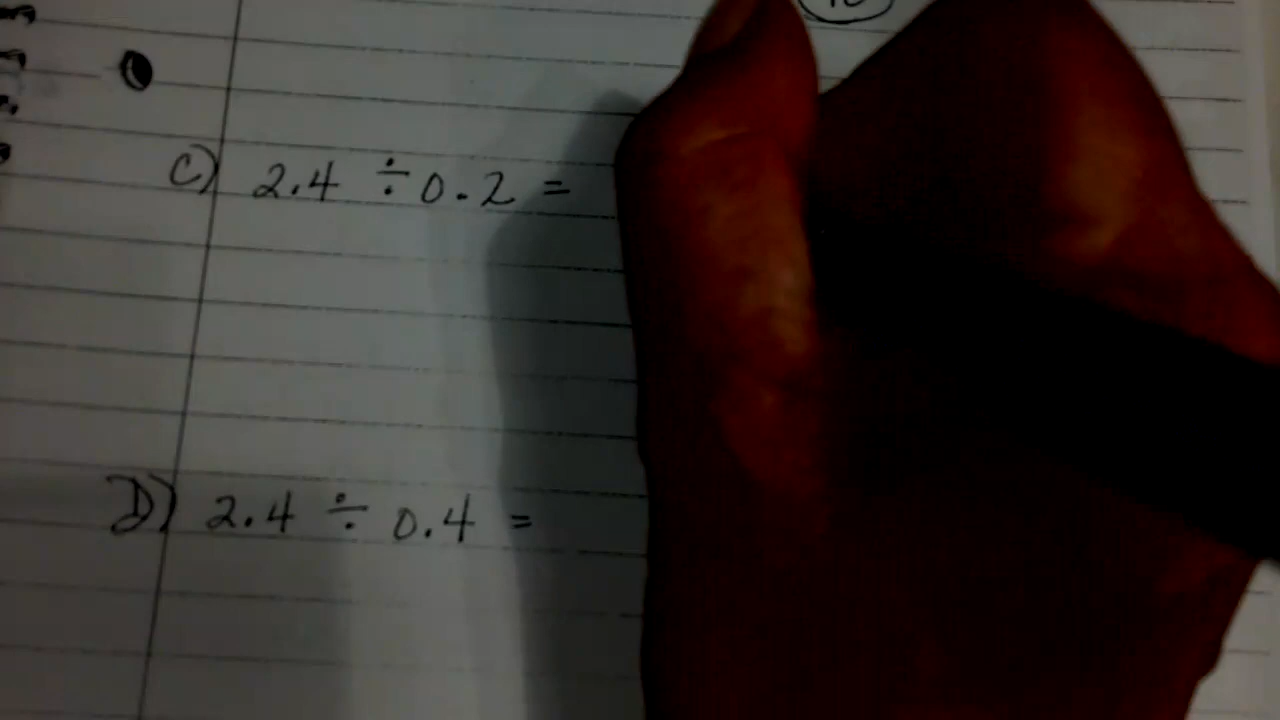 C) 2.4 ÷ 0.2 =
D) 2.4 ÷ 0.4 =